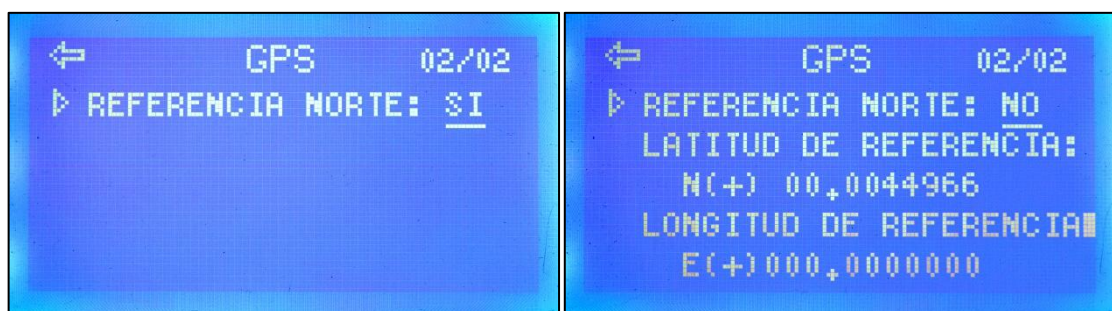 GPS 02/02
REFERENCIA NORTE: SI
GPS 02/02
REFERENCIA NORTE: NO
LATITUD DE REFERENCIA:
N(+) 00.0044966
LONGITUD DE REFERENCIA
E(+)000.0000000